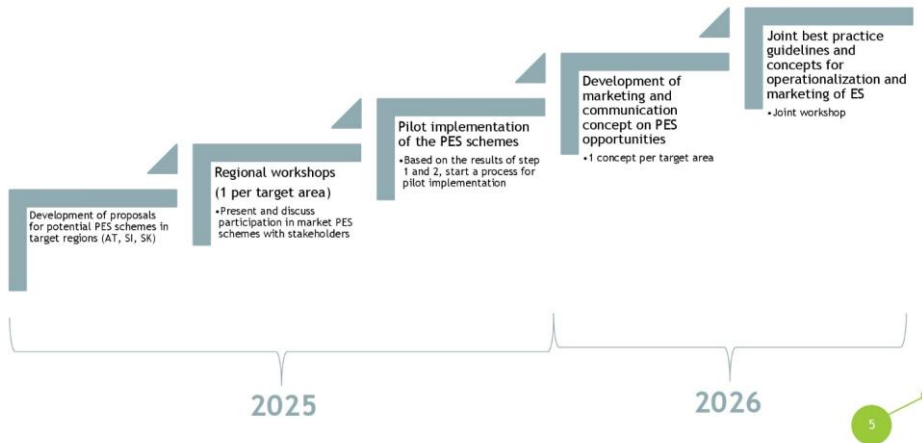 Development of proposals
for potential PES schemes in
target regions (AT, SI, SK)
Regional workshops
(1 per target area)
•Present and discuss
participation in market PES
schemes with stakeholders
Pilot implementation
of the PES schemes
•Based on the results of step
1 and 2, start a process for
pilot implementation
Development of
marketing and
communication
concept on PES
opportunities
•1 concept per target area
Joint best practice
guidelines and
concepts for
operationalization and
marketing of ES
•Joint workshop
2025
2026
5